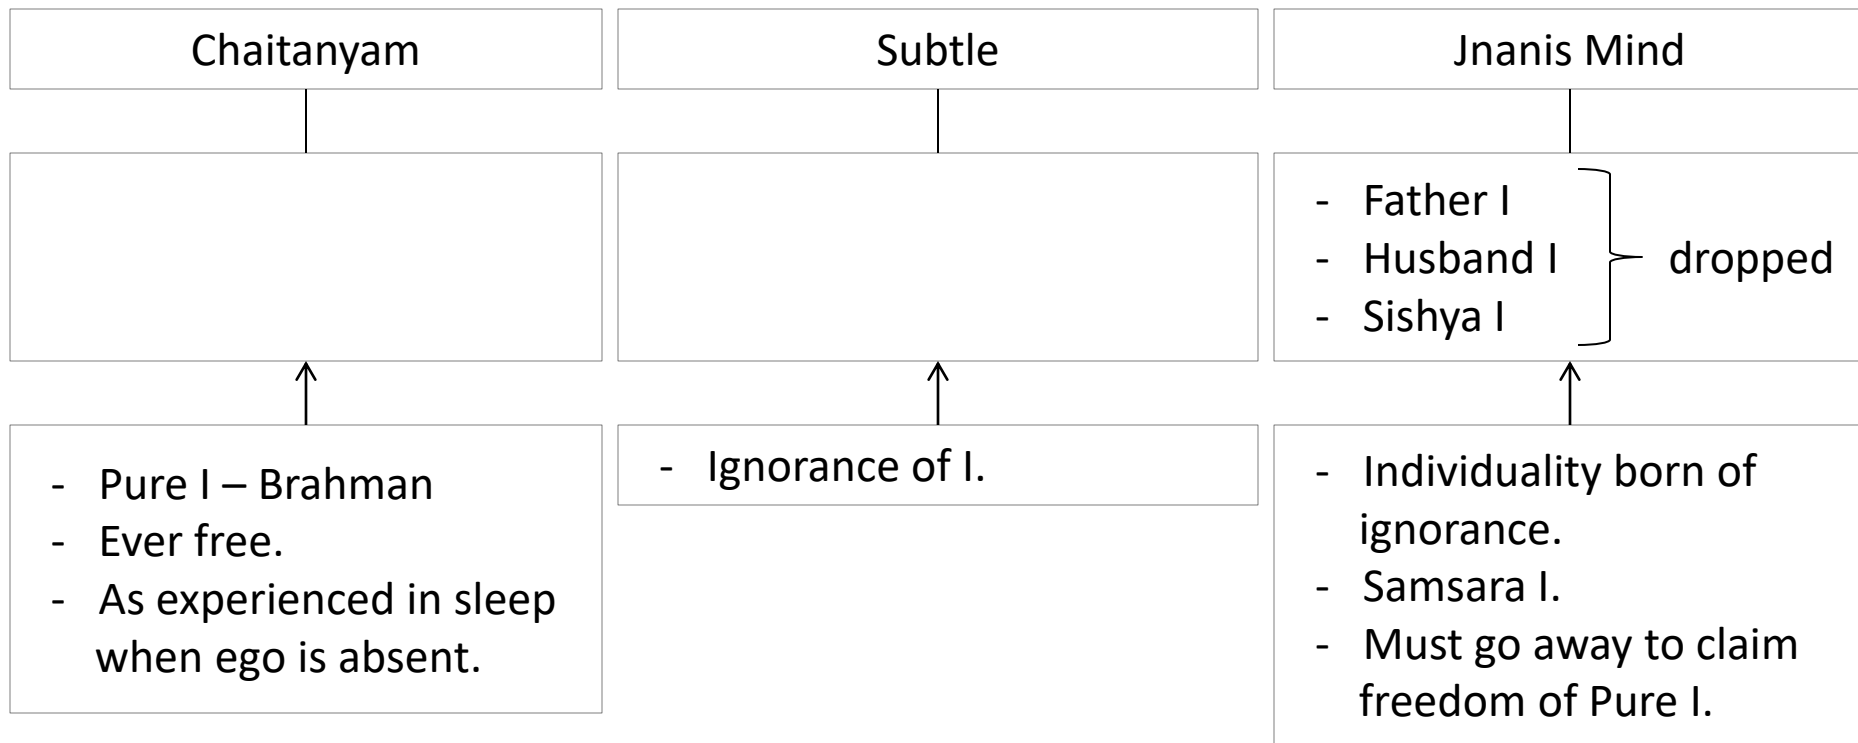 Chaitanyam
Subtle
Jnanis Mind
- Father I
- Husband I
- Sishya I
dropped
- Pure I – Brahman
- Ever free.
- As experienced in sleep
when ego is absent.
- Ignorance of I.
- Individuality born of
ignorance.
- Samsara I.
- Must go away to claim
freedom of Pure I.